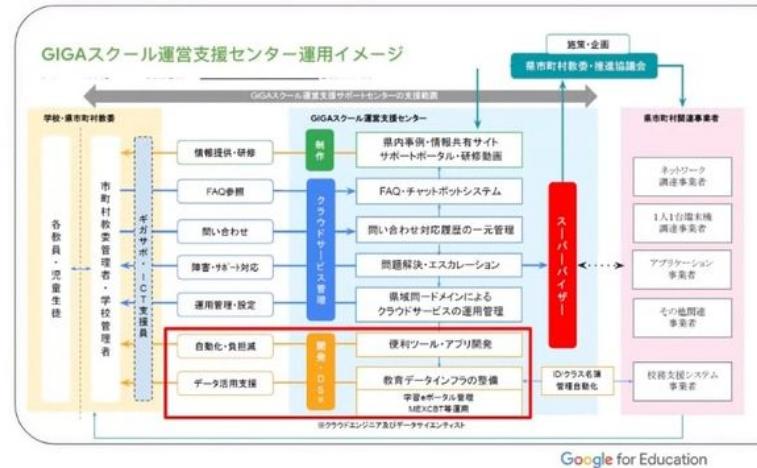 GIGAスクール運営支援センター運用イメージ
施策・企画
県市町村教委・推進協議会
GIGAスクール運営支援サポートセンターの支援範囲
学校・県市町村教委
GIGAスクール運営支援センター
県市町村関連事業者
各教員・児童生徒
市町村教委管理者・学校管理者
ギガサポ・ICT支援員
情報提供・研修
制作
県内事例・情報共有サイト
サポートポータル・研修動画
FAQ参照
クラウドサービス管理
FAQ・チャットボットシステム
問い合わせ
問い合わせ対応履歴の一元管理
障害・サポート対応
問題解決・エスカレーション
運用管理・設定
県域同一ドメインによる
クラウドサービスの運用管理
自動化・負担減
開発・DS※
便利ツール・アプリ開発
データ活用支援
教育データインフラの整備
学習eポータル管理
MEXCBT等運用
スーパーバイザー
ネットワーク
調達事業者
1人1台端末機
調達事業者
アプリケーション
事業者
その他関連
事業者
ID/クラス名簿
管理自動化
校務支援システム
事業者
※クラウドエンジニア及びデータサイエンティスト
Google for Education